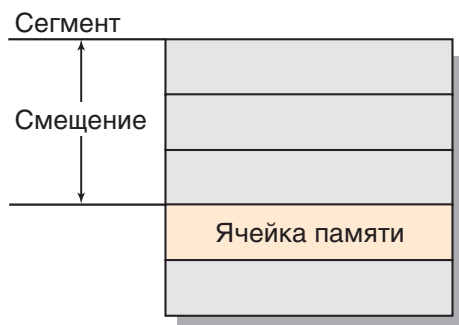 Сегмент
Смещение
Ячейка памяти